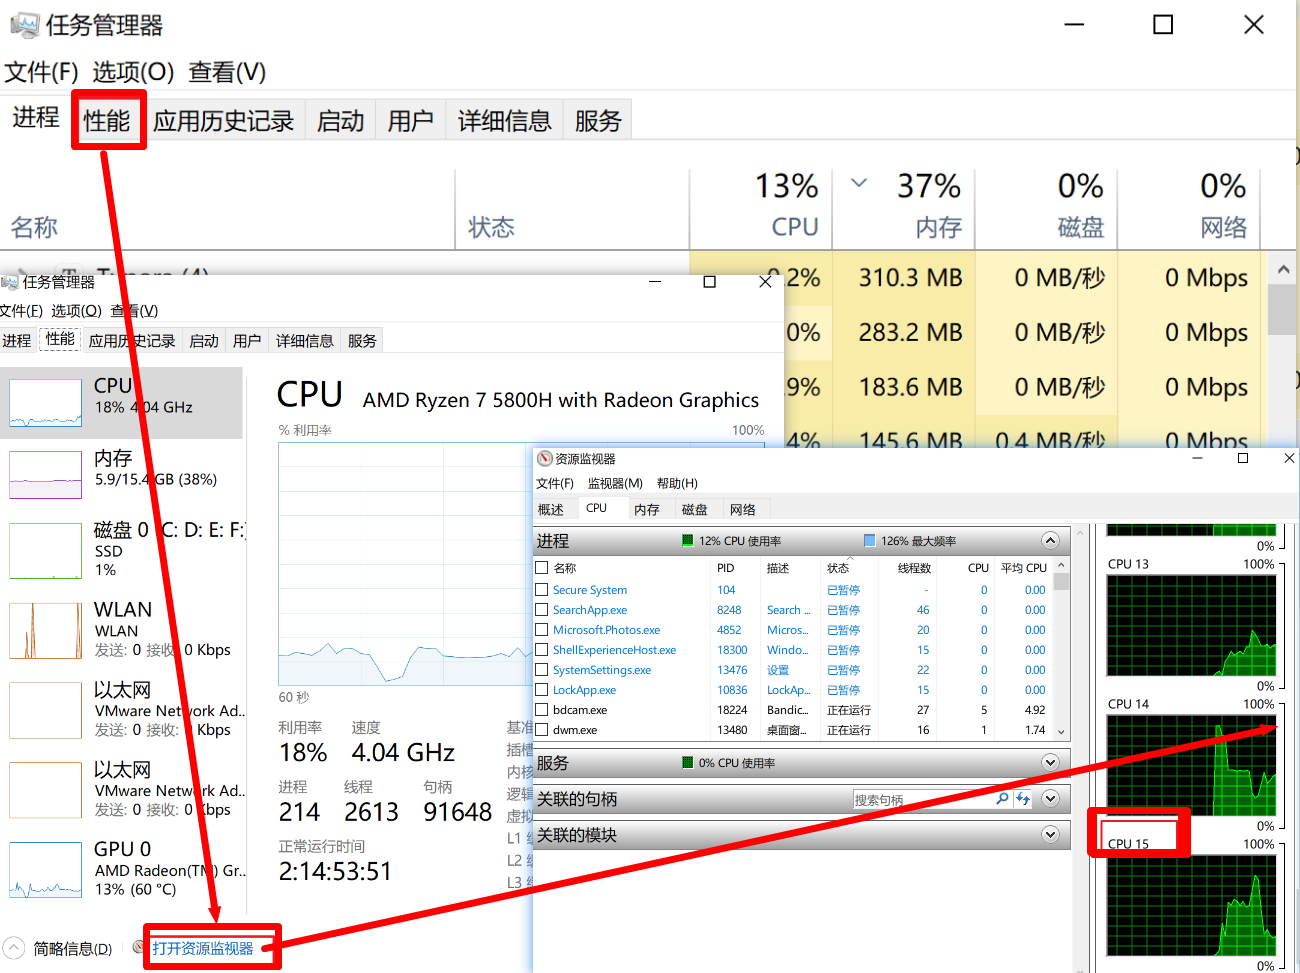 任务管理器
文件(F) 选项(O) 查看(V)
进程 性能 应用历史记录 启动 用户 详细信息 服务
13% 37% 0% 0%
名称 状态 CPU 内存 磁盘 网络
310.3 MB 0 MB/秒 0 Mbps
283.2 MB 0 MB/秒 0 Mbps
183.6 MB 0 MB/秒 0 Mbps
145.6 MB 0.4 MB/秒 0 Mbps
任务管理器
文件(F) 选项(O) 查看(V)
进程 性能 应用历史记录 启动 用户 详细信息 服务
CPU
18% 4.04 GHz
内存
5.9/15.4 GB (38%)
磁盘 0 (C: D: E: F:)
SSD
1%
WLAN
WLAN
发送: 0 接收: 0 Kbps
以太网
VMware Network Ad...
发送: 0 接收: 0 Kbps
以太网
VMware Network Ad...
发送: 0 接收: 0 Kbps
GPU 0
AMD Radeon(TM) Gr...
13% (60 °C)
CPU AMD Ryzen 7 5800H with Radeon Graphics
% 利用率 100%
60 秒
利用率 速度
18% 4.04 GHz
进程 线程 句柄
214 2613 91648
正常运行时间
2:14:53:51
L1
L2
L3
简略信息(D) 打开资源监视器
资源监视器
文件(F) 监视器(M) 帮助(H)
概述 CPU 内存 磁盘 网络
进程 12% CPU 使用率 126% 最大频率
名称 PID 描述 状态 线程数 CPU 平均 CPU
Secure System 104 已暂停 - 0 0.00
SearchApp.exe 8248 Search ... 已暂停 46 0 0.00
Microsoft.Photos.exe 4852 Micros... 已暂停 20 0 0.00
ShellExperienceHost.exe 18300 Windo... 已暂停 15 0 0.00
SystemSettings.exe 13476 设置 已暂停 22 0 0.00
LockApp.exe 10836 LockAp... 已暂停 15 0 0.00
bdcam.exe 18224 Bandic... 正在运行 27 5 4.92
dwm.exe 13480 桌面窗... 正在运行 16 1 1.74
服务 0% CPU 使用率
关联的句柄 搜索句柄
关联的模块
0%
CPU 13 100%
0%
CPU 14 100%
0%
CPU 15 100%
0%